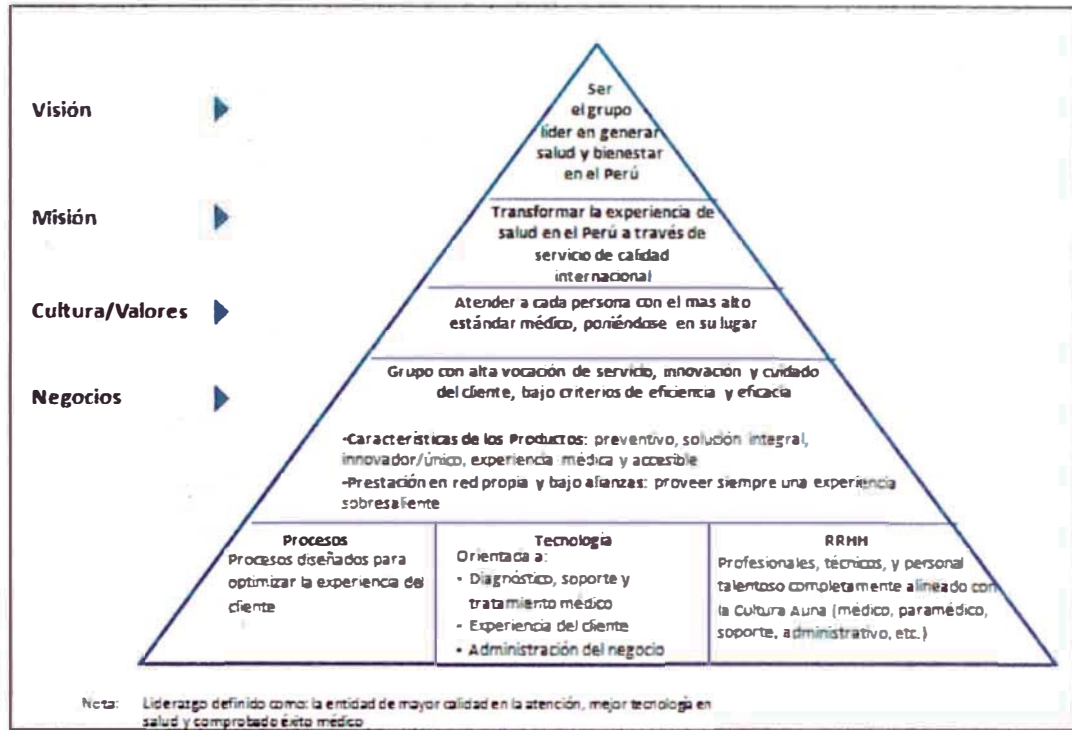 Visión
Ser
el grupo
líder en generar
salud y bienestar
en el Perú
Misión
Transformar la experiencia de
salud en el Perú a través de
servicio de calidad
internacional
Cultura/Valores
Atender a cada persona con el mas alto
estándar médico, poniéndose en su lugar
Negocios
Grupo con alta vocación de servicio, innovación y cuidado
del cliente, bajo criterios de eficiencia y eficacia
-Características de los Productos: preventivo, solución integral,
innovador/único, experiencia médica y accesible
-Prestación en red propia y bajo alianzas: proveer siempre una experiencia
sobresaliente
Procesos
Procesos diseñados para
optimizar la experiencia del
cliente
Tecnología
Orientada a:
- Diagnóstico, soporte y
tratamiento médico
- Experiencia del cliente
- Administración del negocio
RRHH
Profesionales, técnicos, y personal
talentoso completamente alineado con
la Cultura Auna (médico, paramédico,
soporte, administrativo, etc.)
Nota: Liderazgo definido como: la entidad de mayor calidad en la atención, mejor tecnología en
salud y comprobado éxito médico